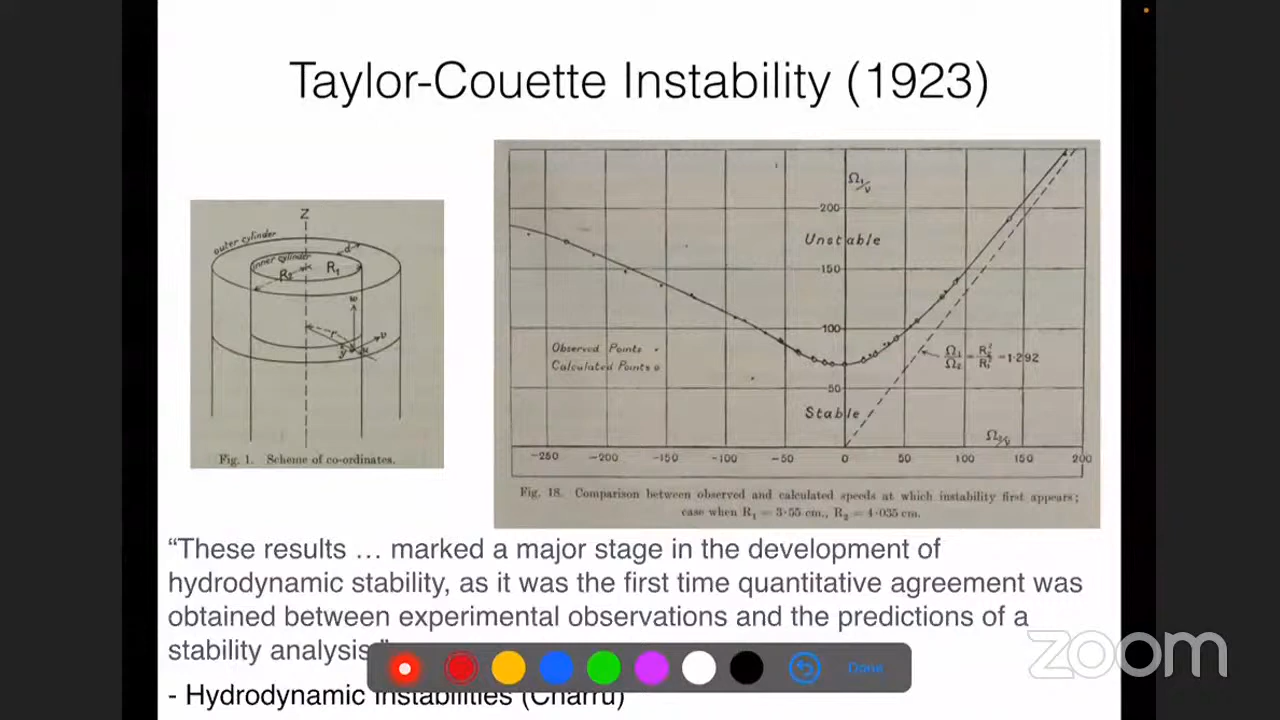 Taylor-Couette Instability (1923)
Z
outer cylinder
d
inner cylinder
R₂
R₁
w
r
v
y
u
Fig. 1. Scheme of co-ordinates.
Ω₁/ν
200
Unstable
150
100
Observed Points .
Calculated Points o
Ω₁/Ω₂ = R₂²/R₁² = 1·292
50
Stable
Ω₂/ν
-250 -200 -150 -100 -50 0 50 100 150 200
Fig. 18. Comparison between observed and calculated speeds at which instability first appears;
case when R₁ = 3·55 cm., R₂ = 4·035 cm.
“These results … marked a major stage in the development of
hydrodynamic stability, as it was the first time quantitative agreement was
obtained between experimental observations and the predictions of a
stability analysis.”
Done
- Hydrodynamic Instabilities (Charru)
zoom